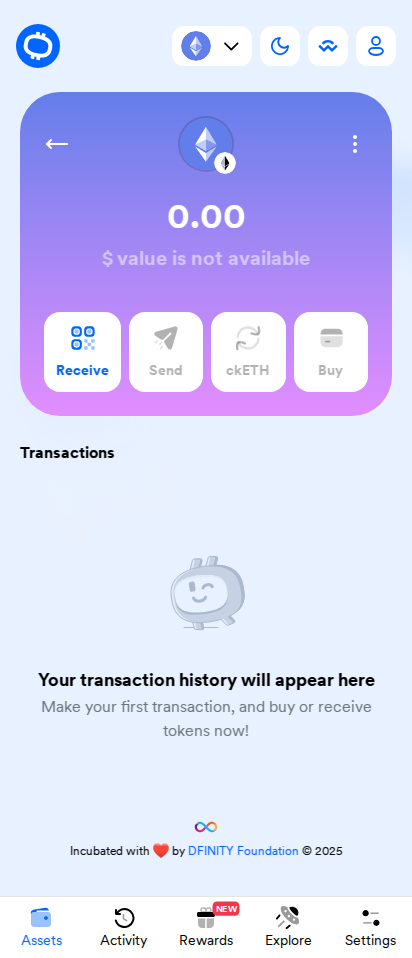 0.00
$ value is not available
Receive
Send
ckETH
Buy
Transactions
Your transaction history will appear here
Make your first transaction, and buy or receive
tokens now!
Incubated with ❤️ by DFINITY Foundation © 2025
NEW
Assets
Activity
Rewards
Explore
Settings